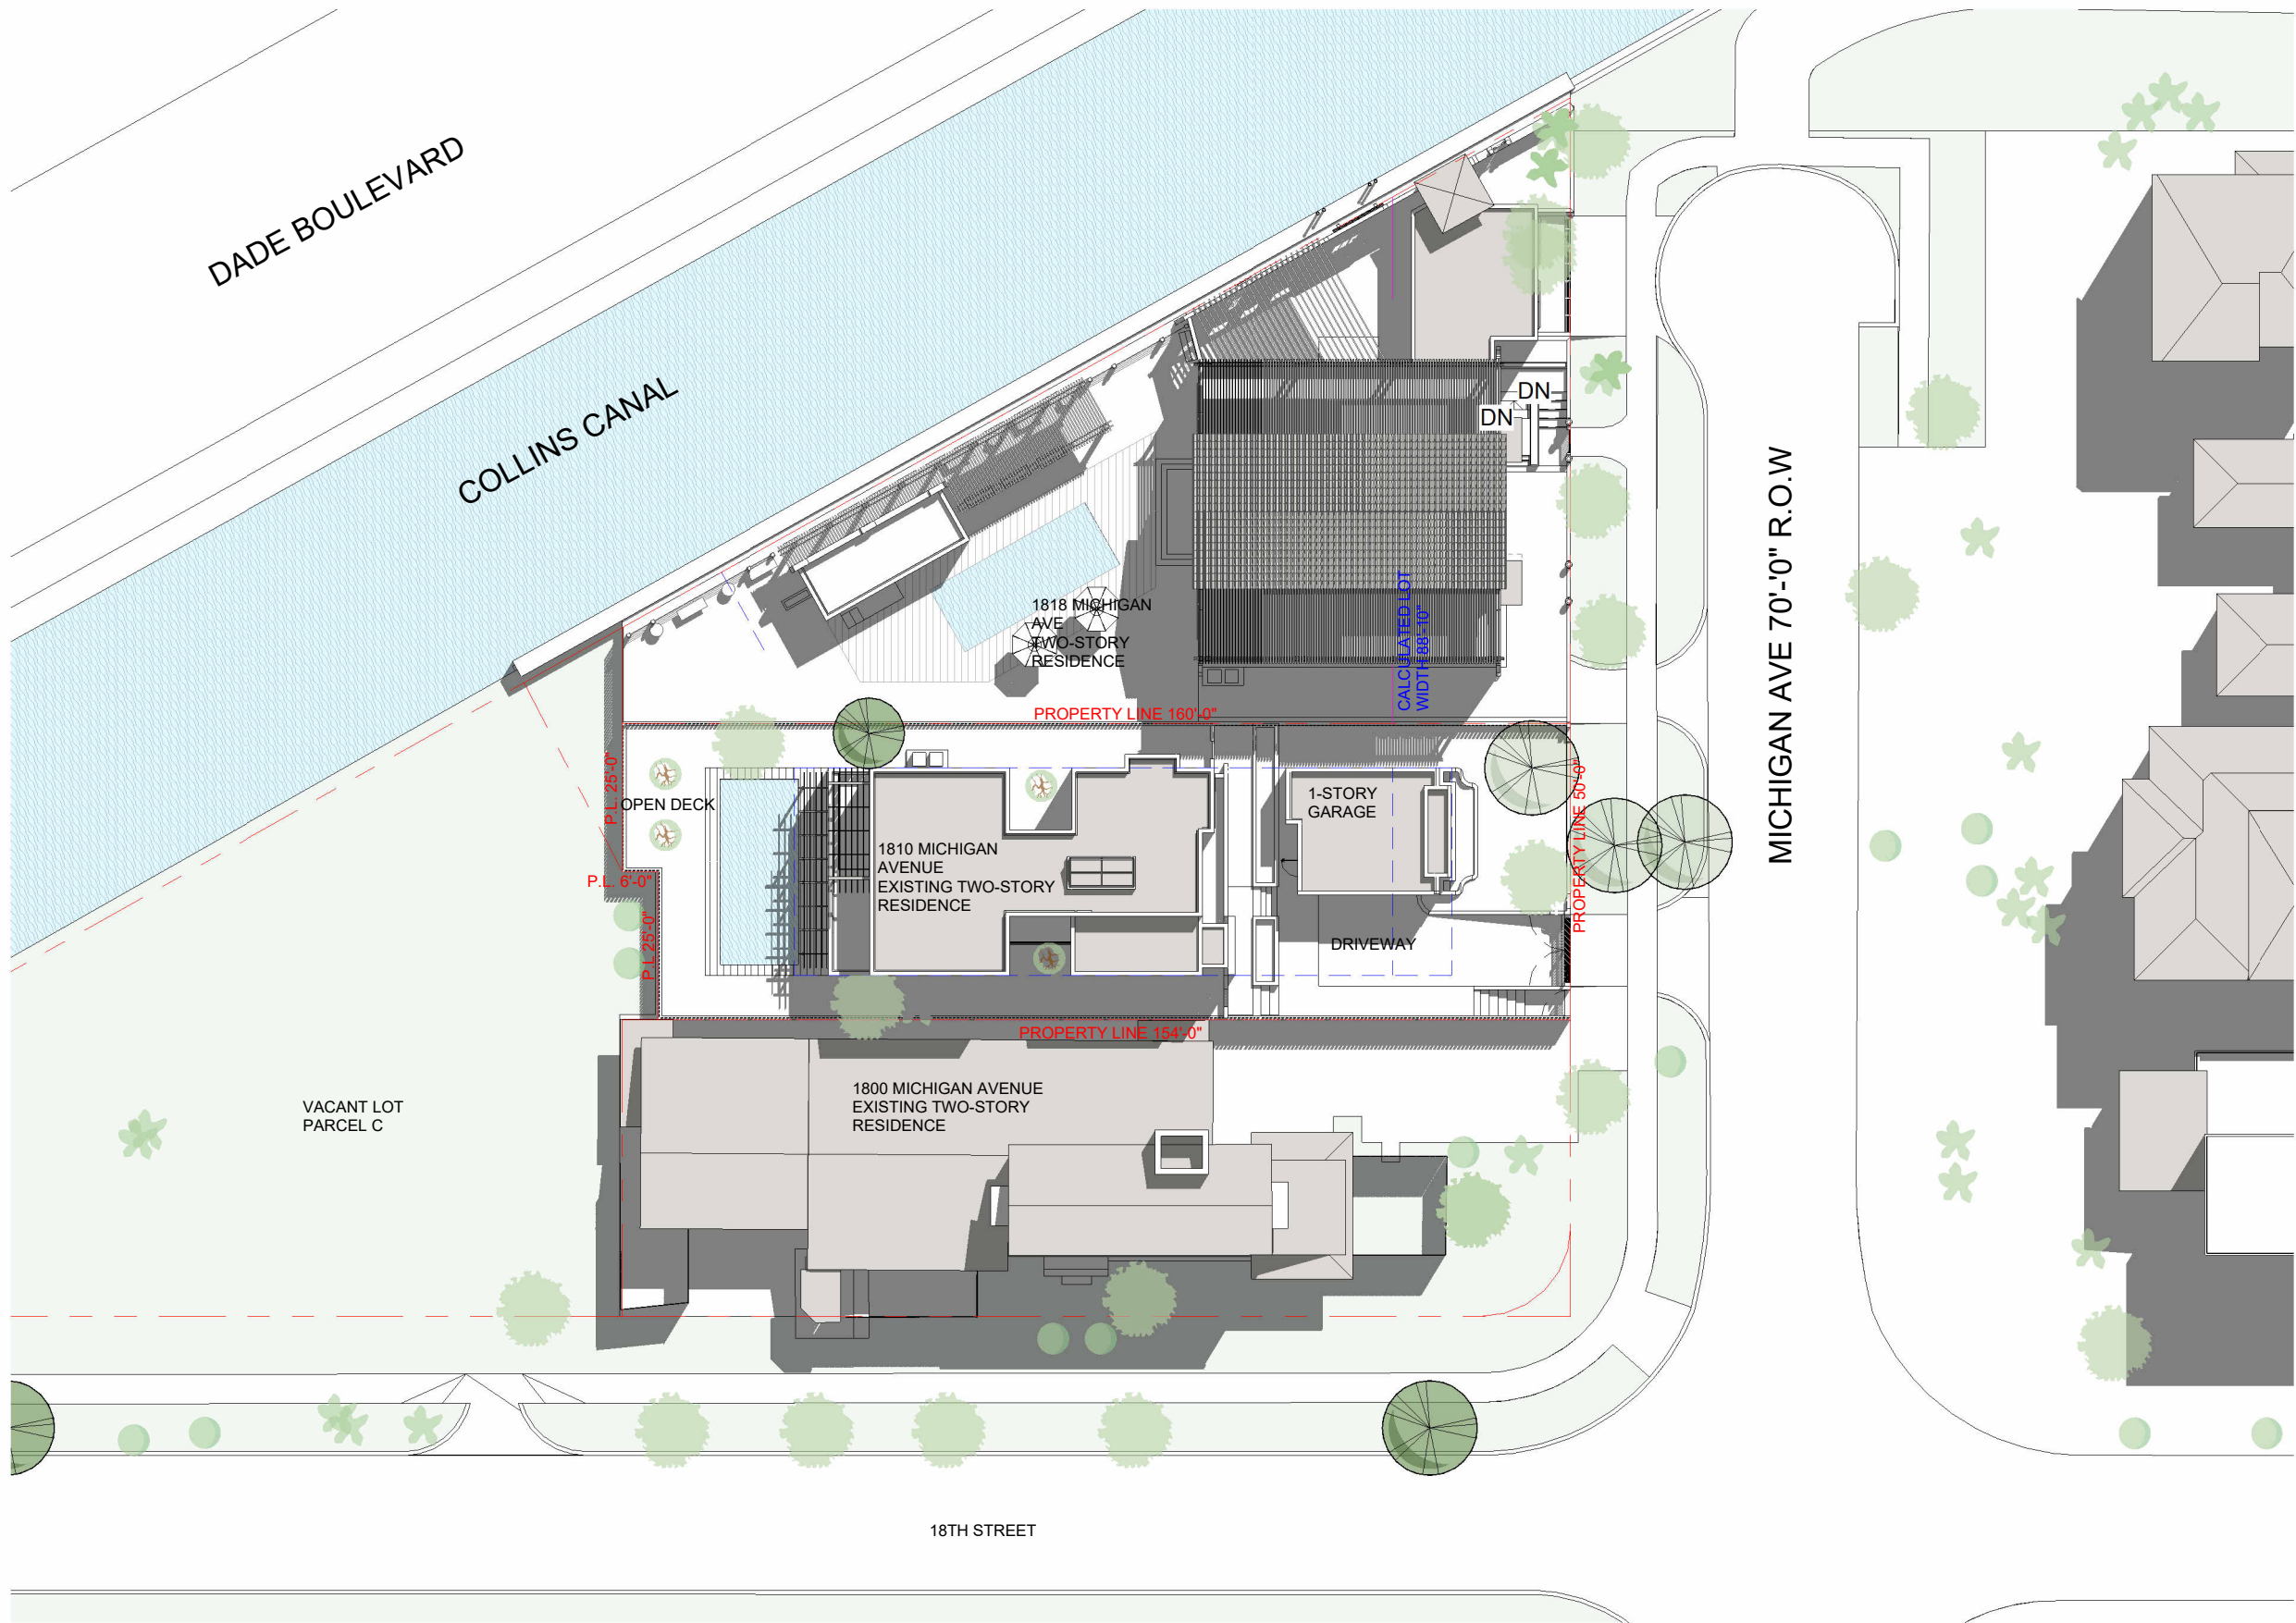 DADE BOULEVARD
COLLINS CANAL
DN
DN
MICHIGAN AVE 70'-'0" R.O.W
1818 MICHIGAN
AVE
TWO-STORY
RESIDENCE
CALCULATED LOT
WIDTH 88'-10"
PROPERTY LINE 160'-0"
P.L. 25'-0"
OPEN DECK
1-STORY
GARAGE
PROPERTY LINE 50'-0"
1810 MICHIGAN
AVENUE
EXISTING TWO-STORY
RESIDENCE
P.L. 6'-0"
P.L 25'-0"
DRIVEWAY
PROPERTY LINE 154'-0"
1800 MICHIGAN AVENUE
EXISTING TWO-STORY
RESIDENCE
VACANT LOT
PARCEL C
18TH STREET